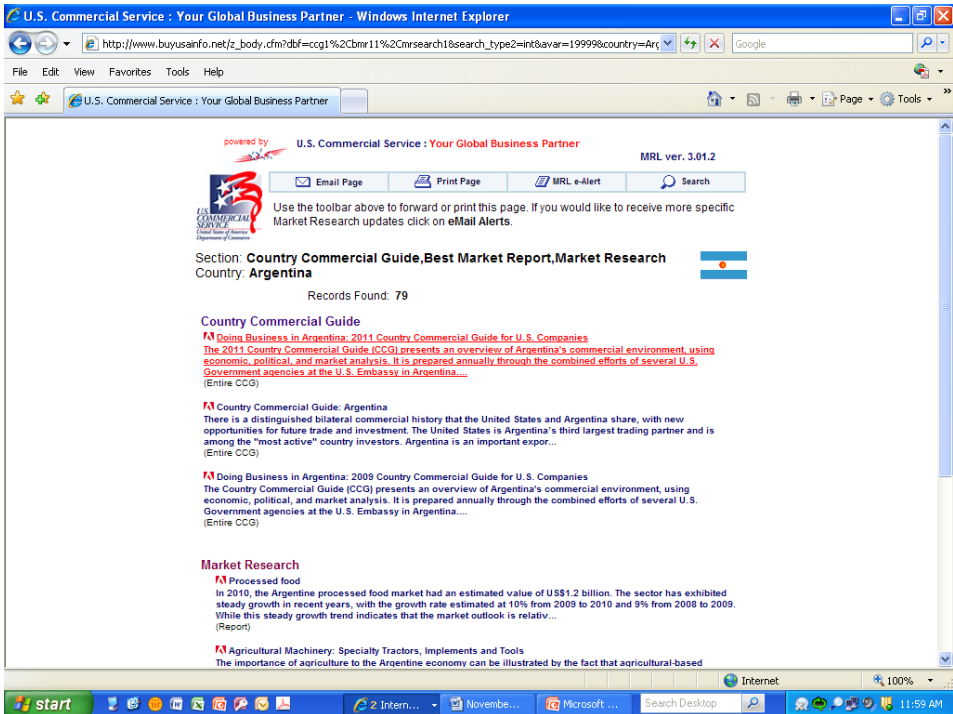 U.S. Commercial Service : Your Global Business Partner - Windows Internet Explorer
http://www.buyusainfo.net/z_body.cfm?dbf=ccg1%2Cbmr11%2Cmrsearch1&search_type2=int&avar=19999&country=Arg
Google
File Edit View Favorites Tools Help
U.S. Commercial Service : Your Global Business Partner
Page Tools
powered by
U.S. Commercial Service : Your Global Business Partner
MRL ver. 3.01.2
Email Page Print Page MRL e-Alert Search
U.S.
COMMERCIAL
SERVICE
United States of America
Department of Commerce
Use the toolbar above to forward or print this page. If you would like to receive more specific
Market Research updates click on eMail Alerts.
Section: Country Commercial Guide,Best Market Report,Market Research
Country: Argentina
Records Found: 79
Country Commercial Guide
Doing Business in Argentina: 2011 Country Commercial Guide for U.S. Companies
The 2011 Country Commercial Guide (CCG) presents an overview of Argentina's commercial environment, using
economic, political, and market analysis. It is prepared annually through the combined efforts of several U.S.
Government agencies at the U.S. Embassy in Argentina....
(Entire CCG)
Country Commercial Guide: Argentina
There is a distinguished bilateral commercial history that the United States and Argentina share, with new
opportunities for future trade and investment. The United States is Argentina's third largest trading partner and is
among the "most active" country investors. Argentina is an important expor...
(Entire CCG)
Doing Business in Argentina: 2009 Country Commercial Guide for U.S. Companies
The Country Commercial Guide (CCG) presents an overview of Argentina's commercial environment, using
economic, political, and market analysis. It is prepared annually through the combined efforts of several U.S.
Government agencies at the U.S. Embassy in Argentina....
(Entire CCG)
Market Research
Processed food
In 2010, the Argentine processed food market had an estimated value of US$1.2 billion. The sector has exhibited
steady growth in recent years, with the growth rate estimated at 10% from 2009 to 2010 and 9% from 2008 to 2009.
While this steady growth trend indicates that the market outlook is relativ...
(Report)
Agricultural Machinery: Specialty Tractors, Implements and Tools
The importance of agriculture to the Argentine economy can be illustrated by the fact that agricultural-based
Internet 100%
start 2 Intern... Novembe... Microsoft ... Search Desktop 11:59 AM